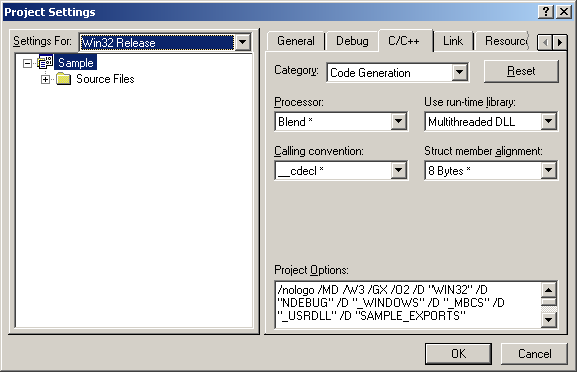 Project Settings
Settings For: Win32 Release
Sample
Source Files
General Debug C/C++ Link Resourc
Category: Code Generation Reset
Processor: Use run-time library:
Blend * Multithreaded DLL
Calling convention: Struct member alignment:
__cdecl * 8 Bytes *
Project Options:
/nologo /MD /W3 /GX /O2 /D "WIN32" /D
"NDEBUG" /D "_WINDOWS" /D "_MBCS" /D
"_USRDLL" /D "SAMPLE_EXPORTS"
OK Cancel